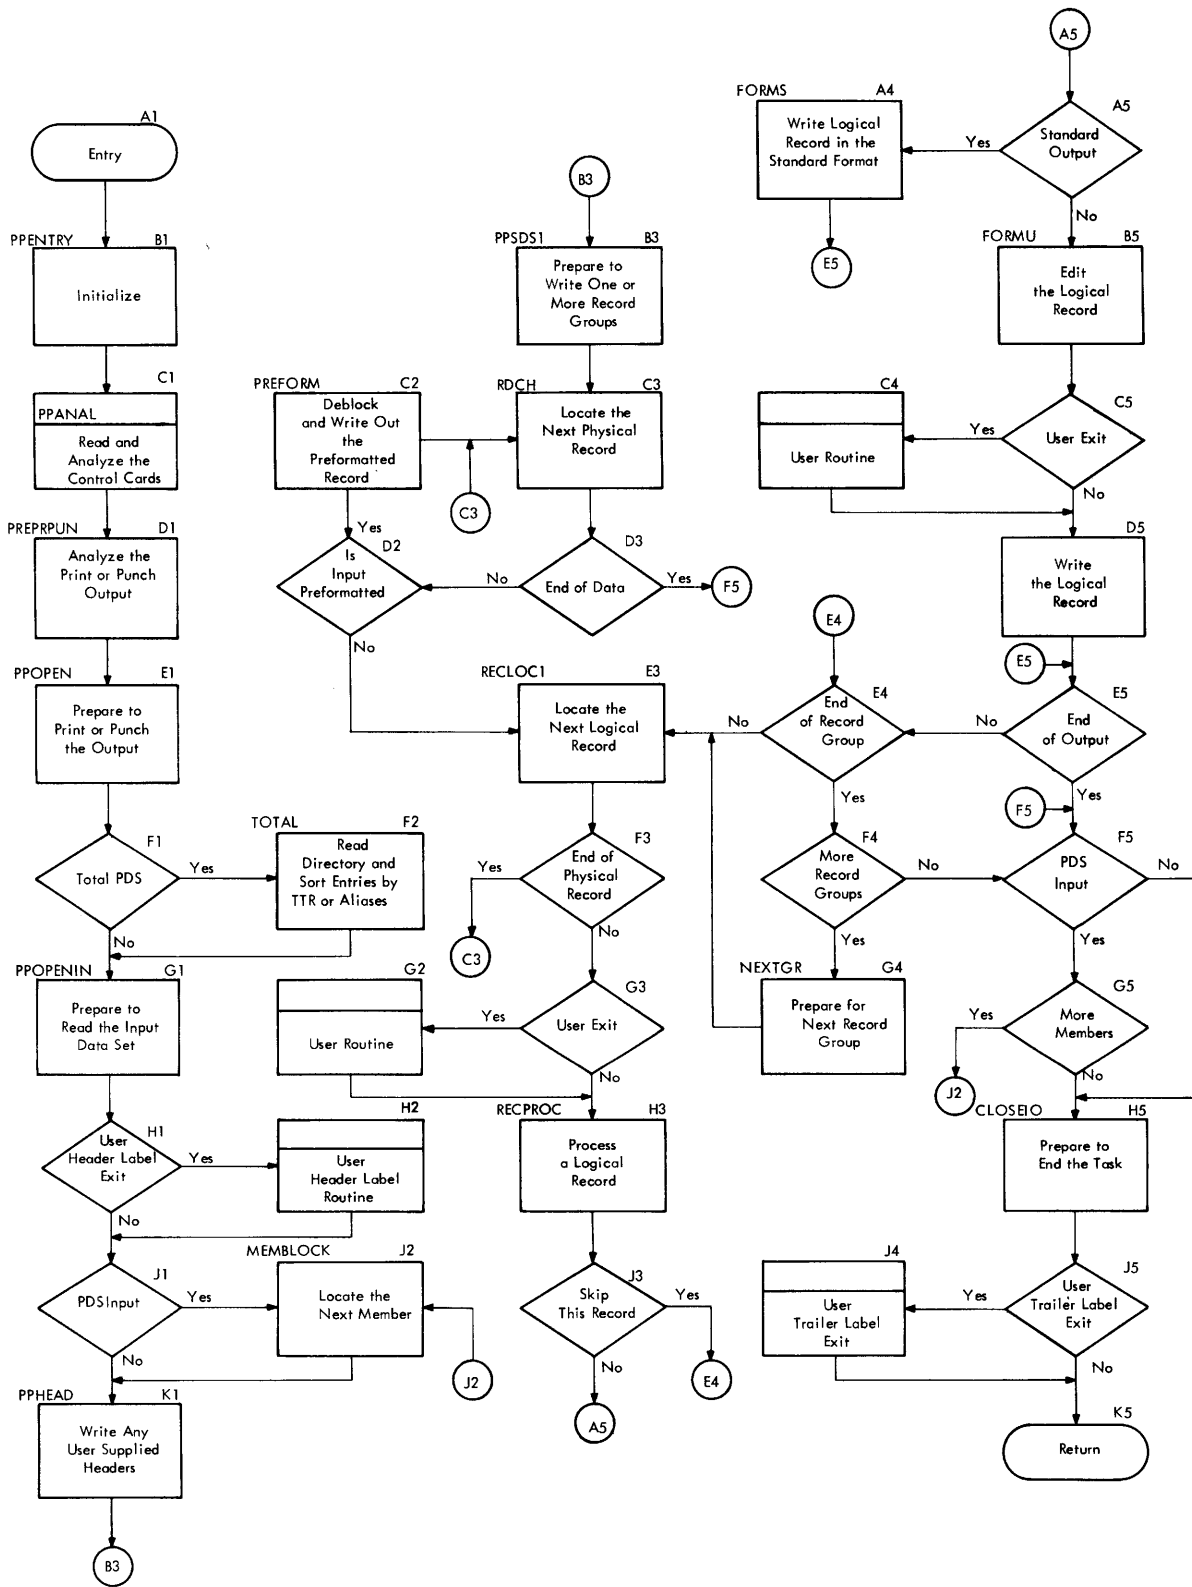 A1
Entry
PPENTRY
B1
Initialize
C1
PPANAL
Read and
Analyze the
Control Cards
PREPRPUN
D1
Analyze the
Print or Punch
Output
PPOPEN
E1
Prepare to
Print or Punch
the Output
F1
Total PDS
Yes
No
TOTAL
F2
Read
Directory and
Sort Entries by
TTR or Aliases
PPOPENIN
G1
Prepare to
Read the Input
Data Set
H1
User
Header Label
Exit
Yes
No
H2
User
Header Label
Routine
J1
PDS Input
Yes
No
MEMBLOCK
J2
Locate the
Next Member
J2
PPHEAD
K1
Write Any
User Supplied
Headers
B3
B3
PPSDS1
B3
Prepare to
Write One or
More Record
Groups
PREFORM
C2
Deblock
and Write Out
the
Preformatted
Record
C3
RDCH
C3
Locate the
Next Physical
Record
Yes
D2
Is
Input
Preformatted
No
D3
End of Data
No
Yes
F5
RECLOC1
E3
Locate the
Next Logical
Record
F3
End of
Physical
Record
Yes
No
C3
G2
User Routine
G3
User Exit
Yes
No
RECPROC
H3
Process
a Logical
Record
J3
Skip
This Record
Yes
No
E4
A5
A5
FORMS
A4
Write Logical
Record in the
Standard Format
E5
A5
Standard
Output
Yes
No
FORMU
B5
Edit
the Logical
Record
C4
User Routine
C5
User Exit
Yes
No
D5
Write
the Logical
Record
E4
E5
E4
End
of Record
Group
No
Yes
E5
End
of Output
No
Yes
F5
F4
More
Record
Groups
No
Yes
F5
PDS
Input
No
Yes
NEXTGR
G4
Prepare for
Next Record
Group
G5
More
Members
Yes
No
J2
CLOSEIO
H5
Prepare to
End the Task
J4
User
Trailer Label
Exit
J5
User
Trailer Label
Exit
Yes
No
K5
Return